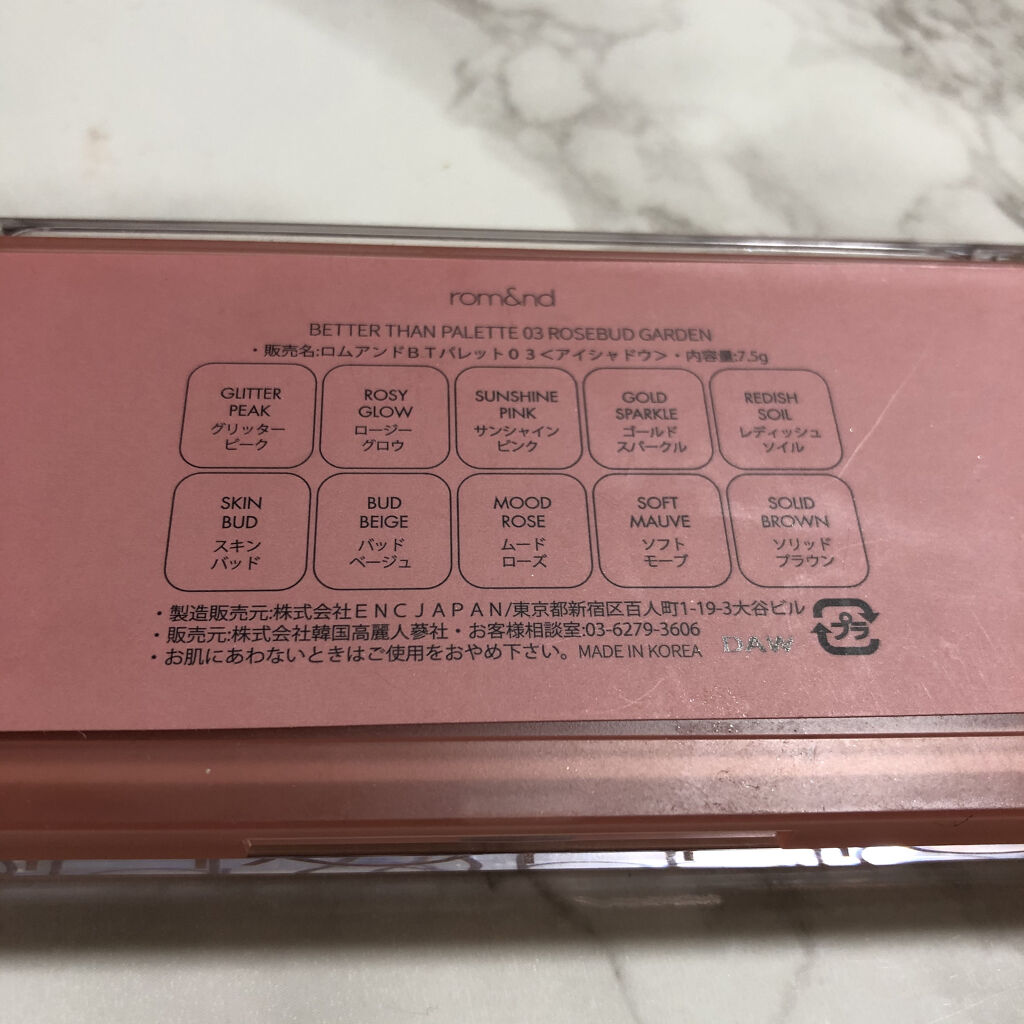 rom&nd
BETTER THAN PALETTE 03 ROSEBUD GARDEN
・販売名:ロムアンドＢＴパレット０３＜アイシャドウ＞・内容量:7.5g
GLITTER
PEAK
グリッター
ピーク
ROSY
GLOW
ロージー
グロウ
SUNSHINE
PINK
サンシャイン
ピンク
GOLD
SPARKLE
ゴールド
スパークル
REDISH
SOIL
レディッシュ
ソイル
SKIN
BUD
スキン
バッド
BUD
BEIGE
バッド
ベージュ
MOOD
ROSE
ムード
ローズ
SOFT
MAUVE
ソフト
モーブ
SOLID
BROWN
ソリッド
ブラウン
・製造販売元:株式会社ＥＮＣ ＪＡＰＡＮ/東京都新宿区百人町1-19-3大谷ビル
・販売元:株式会社韓国高麗人蔘社・お客様相談室:03-6279-3606
・お肌にあわないときはご使用をおやめ下さい。MADE IN KOREA
DAW
プラ